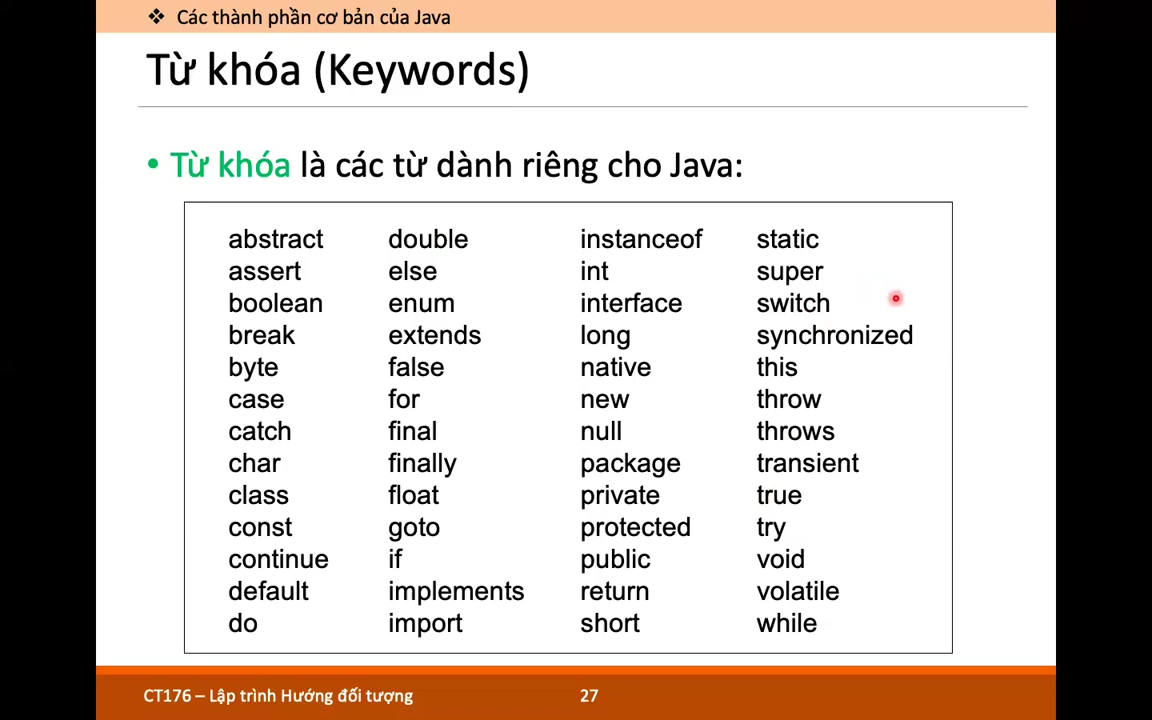 ❖ Các thành phần cơ bản của Java
Từ khóa (Keywords)
• Từ khóa là các từ dành riêng cho Java:
abstract double instanceof static
assert else int super
boolean enum interface switch
break extends long synchronized
byte false native this
case for new throw
catch final null throws
char finally package transient
class float private true
const goto protected try
continue if public void
default implements return volatile
do import short while
CT176 – Lập trình Hướng đối tượng 27